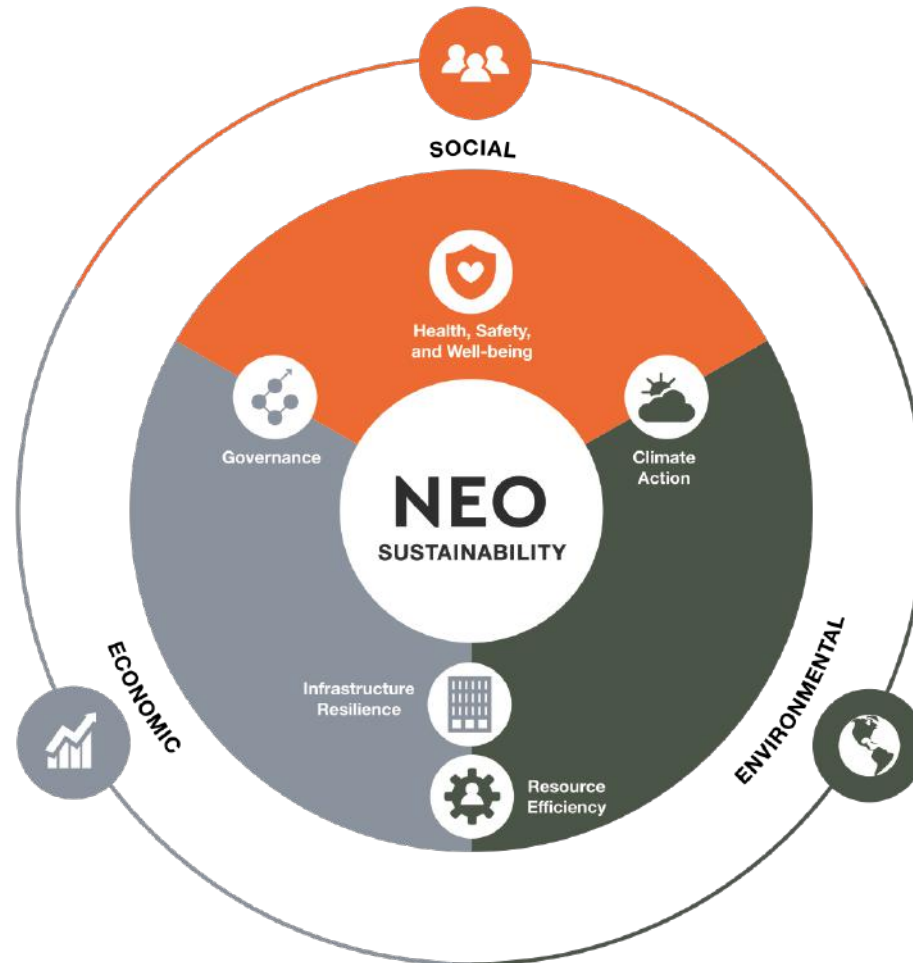 SOCIAL
Health, Safety,
and Well-being
Governance
Climate
Action
NEO
SUSTAINABILITY
ECONOMIC
Infrastructure
Resilience
ENVIRONMENTAL
Resource
Efficiency